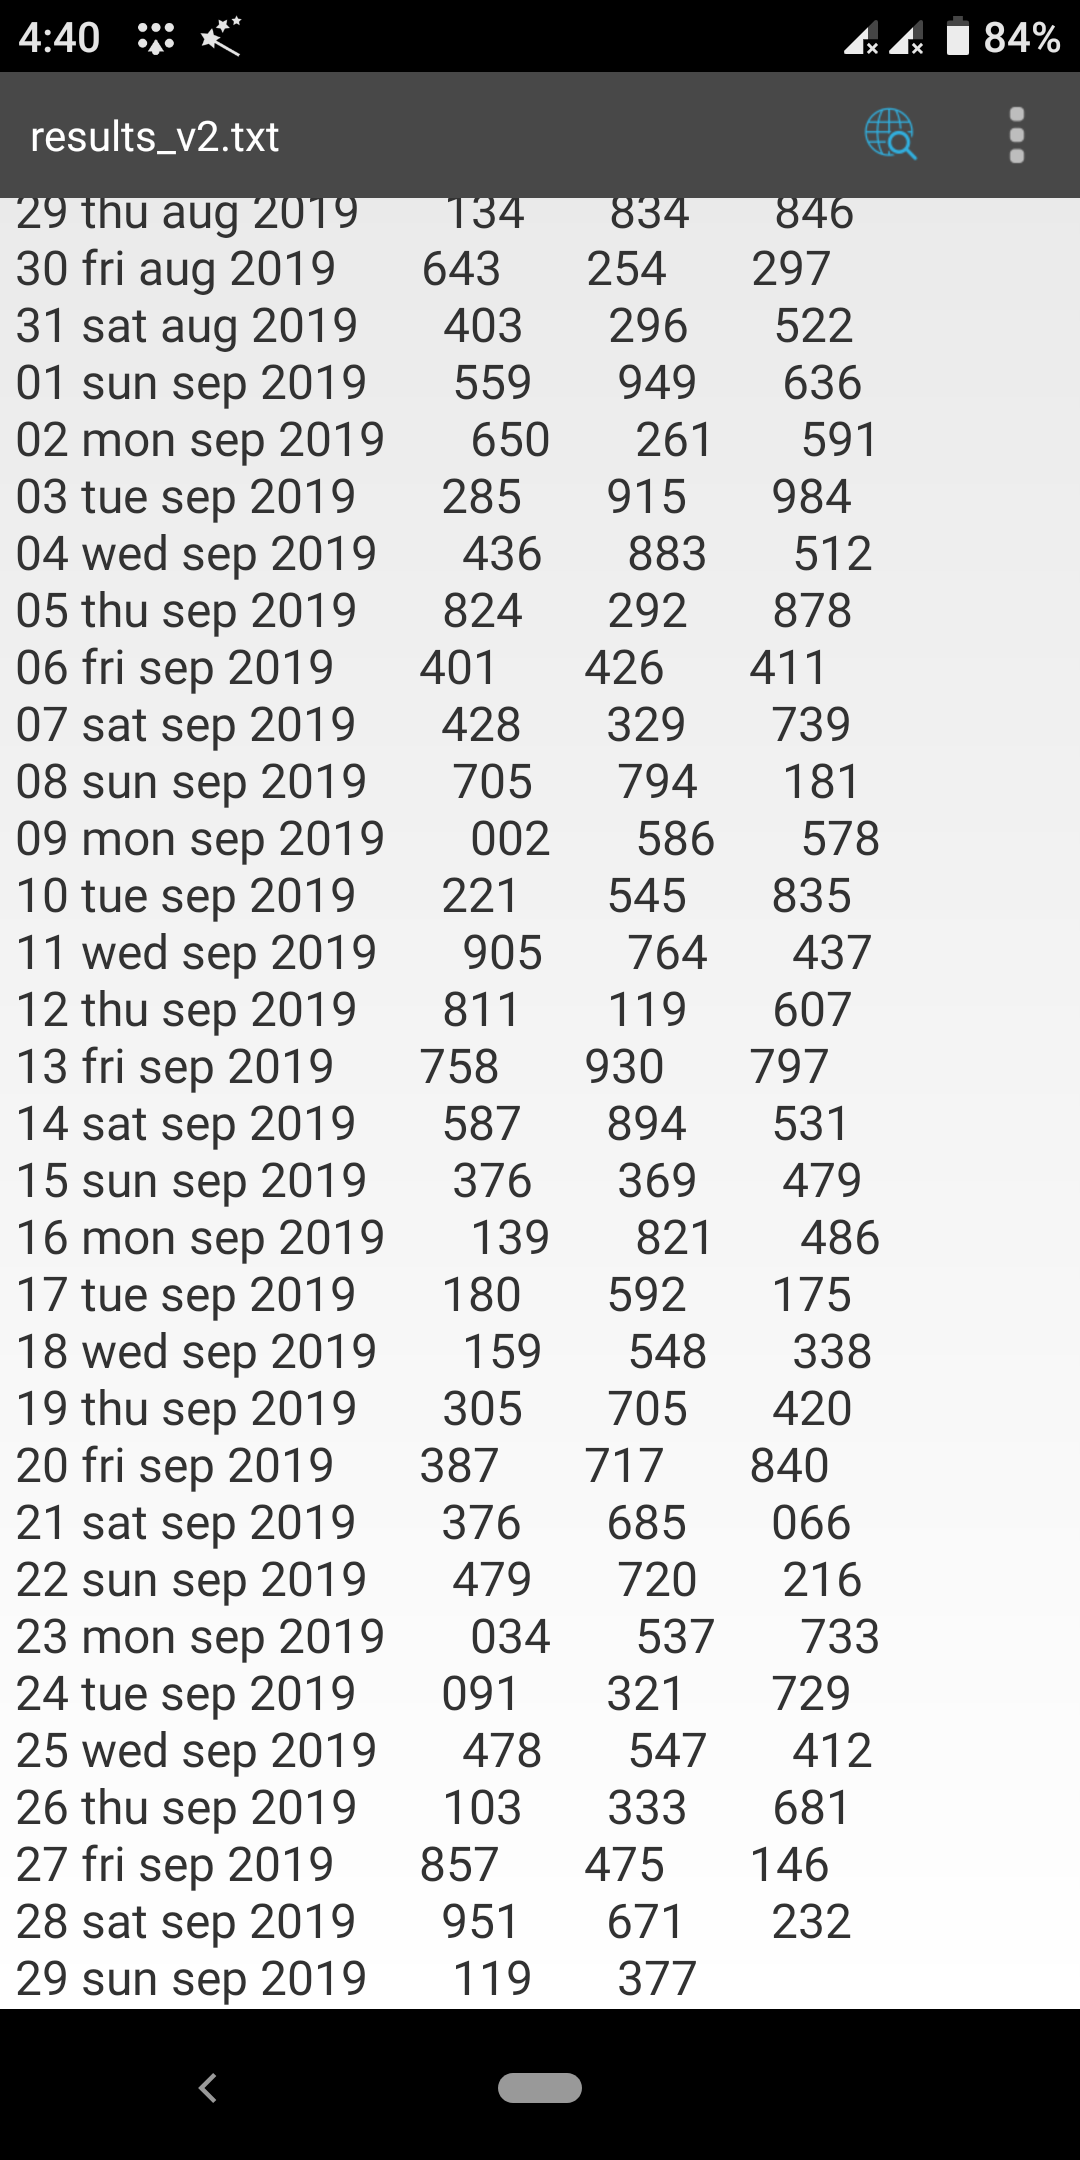 4:40 84%
results_v2.txt
29 thu aug 2019 134 834 846
30 fri aug 2019 643 254 297
31 sat aug 2019 403 296 522
01 sun sep 2019 559 949 636
02 mon sep 2019 650 261 591
03 tue sep 2019 285 915 984
04 wed sep 2019 436 883 512
05 thu sep 2019 824 292 878
06 fri sep 2019 401 426 411
07 sat sep 2019 428 329 739
08 sun sep 2019 705 794 181
09 mon sep 2019 002 586 578
10 tue sep 2019 221 545 835
11 wed sep 2019 905 764 437
12 thu sep 2019 811 119 607
13 fri sep 2019 758 930 797
14 sat sep 2019 587 894 531
15 sun sep 2019 376 369 479
16 mon sep 2019 139 821 486
17 tue sep 2019 180 592 175
18 wed sep 2019 159 548 338
19 thu sep 2019 305 705 420
20 fri sep 2019 387 717 840
21 sat sep 2019 376 685 066
22 sun sep 2019 479 720 216
23 mon sep 2019 034 537 733
24 tue sep 2019 091 321 729
25 wed sep 2019 478 547 412
26 thu sep 2019 103 333 681
27 fri sep 2019 857 475 146
28 sat sep 2019 951 671 232
29 sun sep 2019 119 377